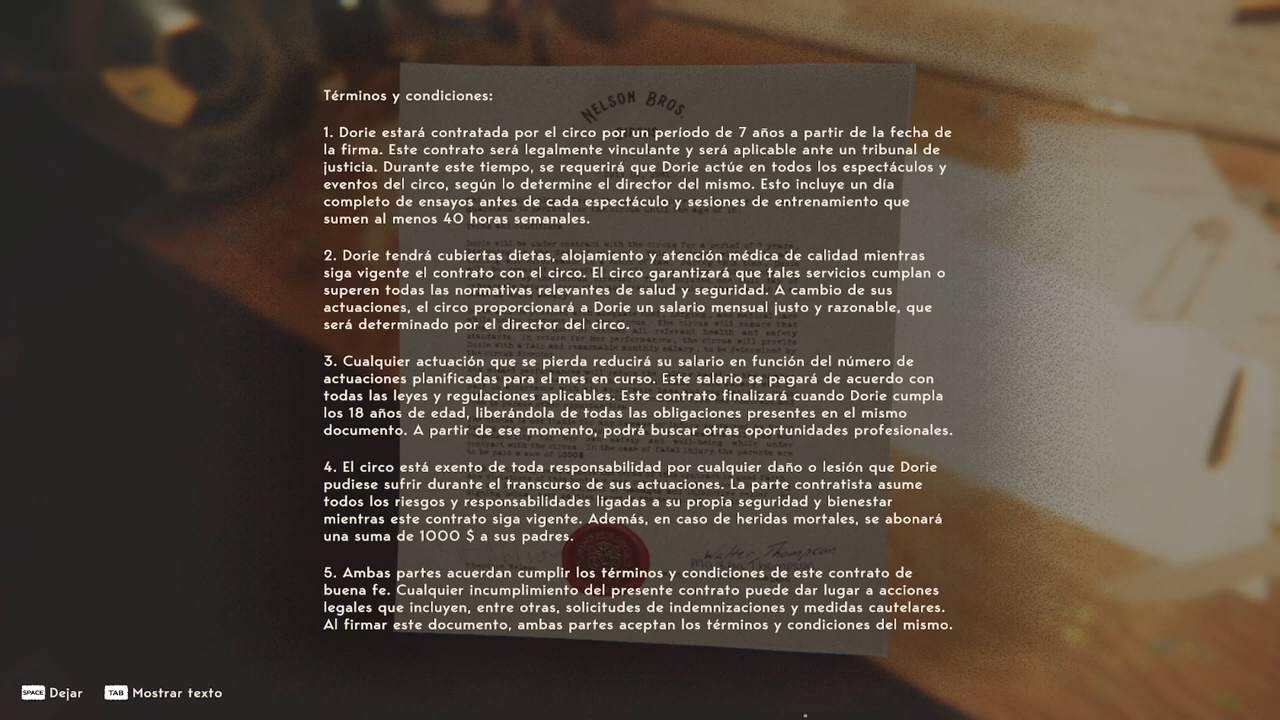 NELSON BROS.
Términos y condiciones:
1. Dorie estará contratada por el circo por un período de 7 años a partir de la fecha de
la firma. Este contrato será legalmente vinculante y será aplicable ante un tribunal de
justicia. Durante este tiempo, se requerirá que Dorie actúe en todos los espectáculos y
eventos del circo, según lo determine el director del mismo. Esto incluye un día
completo de ensayos antes de cada espectáculo y sesiones de entrenamiento que
sumen al menos 40 horas semanales.
2. Dorie tendrá cubiertas dietas, alojamiento y atención médica de calidad mientras
siga vigente el contrato con el circo. El circo garantizará que tales servicios cumplan o
superen todas las normativas relevantes de salud y seguridad. A cambio de sus
actuaciones, el circo proporcionará a Dorie un salario mensual justo y razonable, que
será determinado por el director del circo.
3. Cualquier actuación que se pierda reducirá su salario en función del número de
actuaciones planificadas para el mes en curso. Este salario se pagará de acuerdo con
todas las leyes y regulaciones aplicables. Este contrato finalizará cuando Dorie cumpla
los 18 años de edad, liberándola de todas las obligaciones presentes en el mismo
documento. A partir de ese momento, podrá buscar otras oportunidades profesionales.
4. El circo está exento de toda responsabilidad por cualquier daño o lesión que Dorie
pudiese sufrir durante el transcurso de sus actuaciones. La parte contratista asume
todos los riesgos y responsabilidades ligadas a su propia seguridad y bienestar
mientras este contrato siga vigente. Además, en caso de heridas mortales, se abonará
una suma de 1000 $ a sus padres.
5. Ambas partes acuerdan cumplir los términos y condiciones de este contrato de
buena fe. Cualquier incumplimiento del presente contrato puede dar lugar a acciones
legales que incluyen, entre otras, solicitudes de indemnizaciones y medidas cautelares.
Al firmar este documento, ambas partes aceptan los términos y condiciones del mismo.
Walter Thompson
SPACE Dejar TAB Mostrar texto